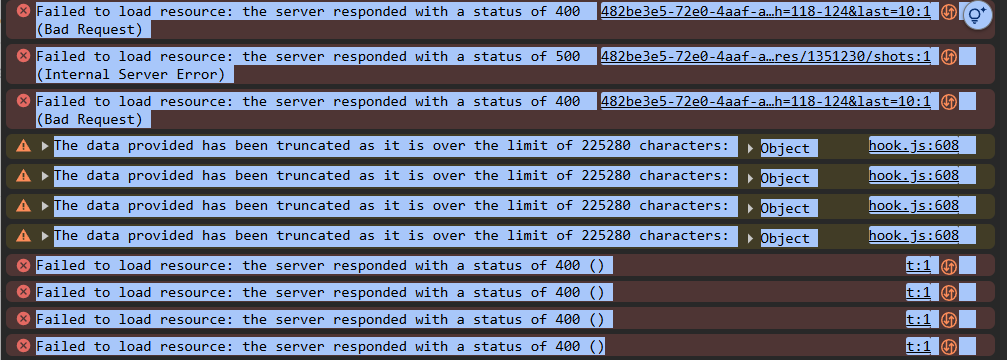 Failed to load resource: the server responded with a status of 400 482be3e5-72e0-4aaf-a…h=118-124&last=10:1
(Bad Request)
Failed to load resource: the server responded with a status of 500 482be3e5-72e0-4aaf-a…res/1351230/shots:1
(Internal Server Error)
Failed to load resource: the server responded with a status of 400 482be3e5-72e0-4aaf-a…h=118-124&last=10:1
(Bad Request)
The data provided has been truncated as it is over the limit of 225280 characters: Object hook.js:608
The data provided has been truncated as it is over the limit of 225280 characters: Object hook.js:608
The data provided has been truncated as it is over the limit of 225280 characters: Object hook.js:608
The data provided has been truncated as it is over the limit of 225280 characters: Object hook.js:608
Failed to load resource: the server responded with a status of 400 () t:1
Failed to load resource: the server responded with a status of 400 () t:1
Failed to load resource: the server responded with a status of 400 () t:1
Failed to load resource: the server responded with a status of 400 () t:1